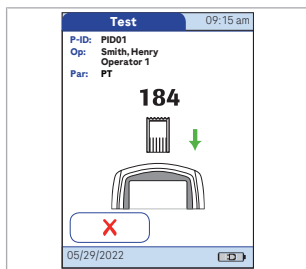 Test 09:15 am
P-ID: PID01
Op: Smith, Henry
Operator 1
Par: PT
184
05/29/2022